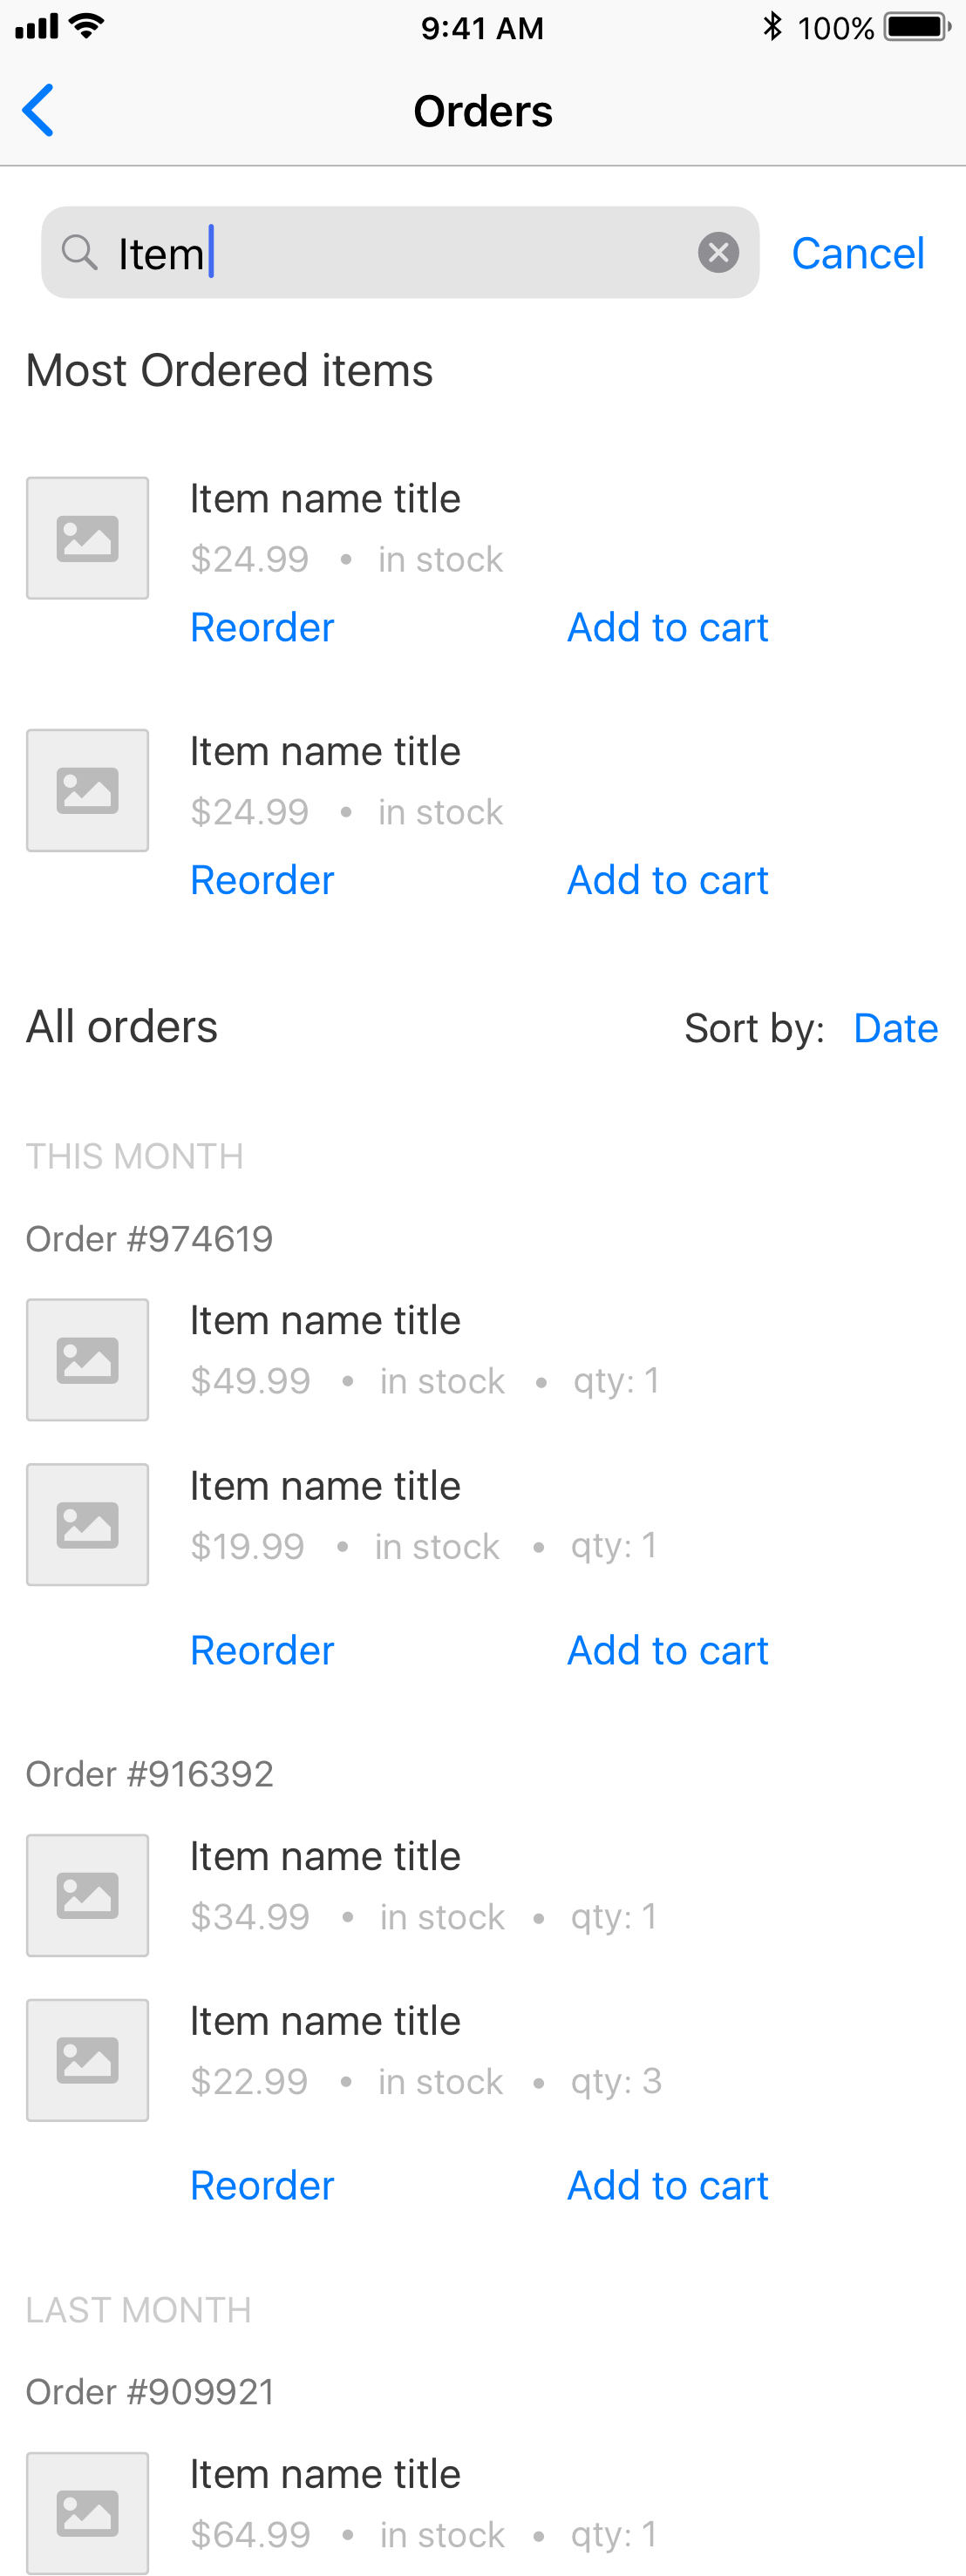 9:41 AM 100%
Orders
Item Cancel
Most Ordered items
Item name title
$24.99 • in stock
Reorder Add to cart
Item name title
$24.99 • in stock
Reorder Add to cart
All orders Sort by: Date
THIS MONTH
Order #974619
Item name title
$49.99 • in stock • qty: 1
Item name title
$19.99 • in stock • qty: 1
Reorder Add to cart
Order #916392
Item name title
$34.99 • in stock • qty: 1
Item name title
$22.99 • in stock • qty: 3
Reorder Add to cart
LAST MONTH
Order #909921
Item name title
$64.99 • in stock • qty: 1